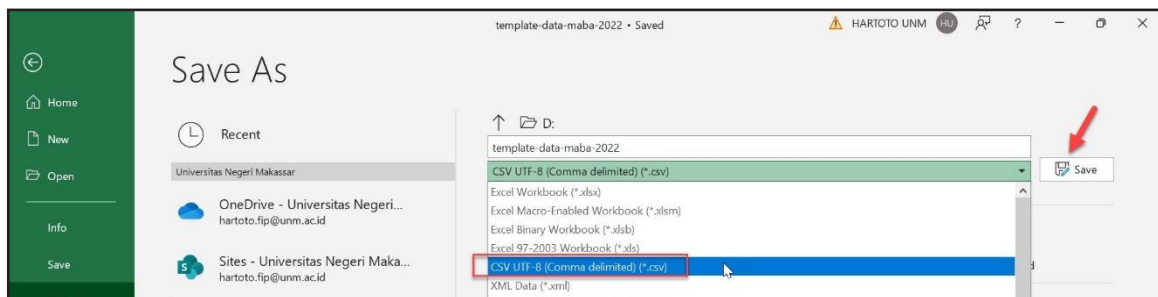 template-data-maba-2022 • Saved
HARTOTO UNM
HU
?
Save As
Home
New
Open
Info
Save
Recent
Universitas Negeri Makassar
OneDrive - Universitas Negeri...
hartoto.fip@unm.ac.id
S
Sites - Universitas Negeri Maka...
hartoto.fip@unm.ac.id
D:
template-data-maba-2022
CSV UTF-8 (Comma delimited) (*.csv)
Save
Excel Workbook (*.xlsx)
Excel Macro-Enabled Workbook (*.xlsm)
Excel Binary Workbook (*.xlsb)
Excel 97-2003 Workbook (*.xls)
CSV UTF-8 (Comma delimited) (*.csv)
XML Data (*.xml)